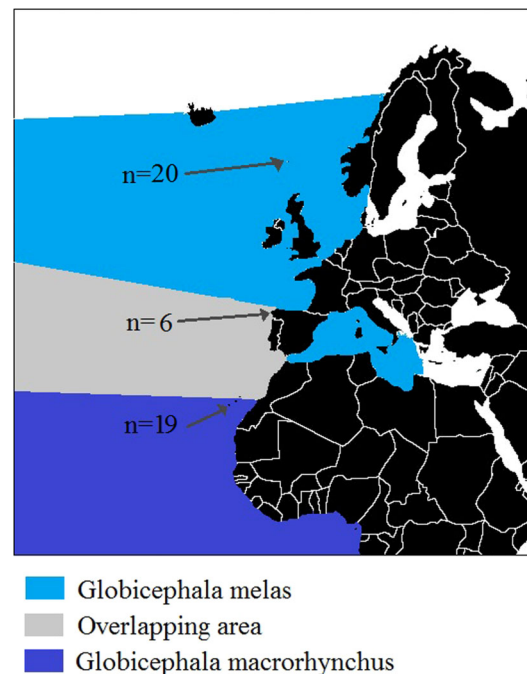 n=20
n=6
n=19
Globicephala melas
Overlapping area
Globicephala macrorhynchus